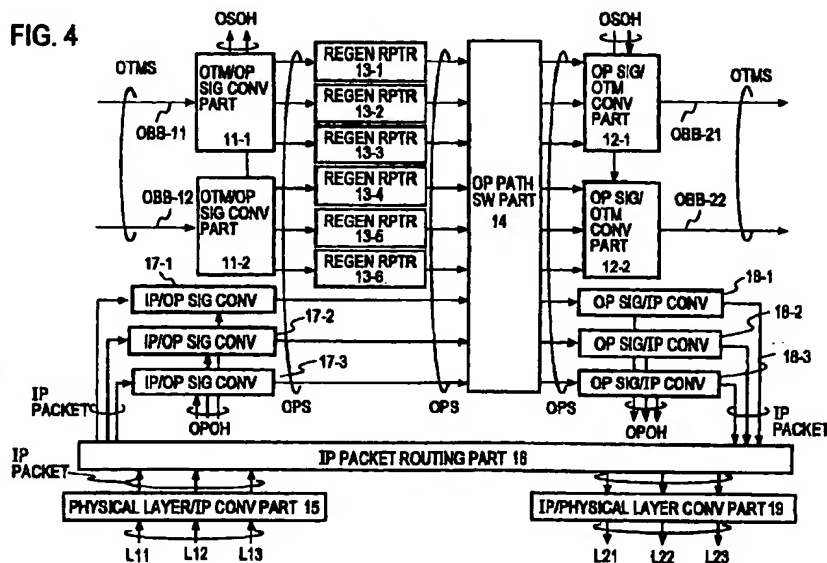 FIG. 4
OSOH
OSOH
OTMS
OTM/OP
SIG CONV
PART
11-1
OBB-11
OBB-12
OTM/OP
SIG CONV
PART
11-2
REGEN RPTR
13-1
REGEN RPTR
13-2
REGEN RPTR
13-3
REGEN RPTR
13-4
REGEN RPTR
13-5
REGEN RPTR
13-6
OP PATH
SW PART
14
OP SIG/
OTM
CONV
PART
12-1
OP SIG/
OTM
CONV
PART
12-2
OTMS
OBB-21
OBB-22
17-1
IP/OP SIG CONV
17-2
IP/OP SIG CONV
17-3
IP/OP SIG CONV
IP
PACKET
OPOH
OPS
OPS
OPS
18-1
OP SIG/IP CONV
18-2
OP SIG/IP CONV
18-3
OP SIG/IP CONV
OPOH
IP
PACKET
IP
PACKET
IP PACKET ROUTING PART 16
PHYSICAL LAYER/IP CONV PART 15
IP/PHYSICAL LAYER CONV PART 19
L11 L12 L13
L21 L22 L23